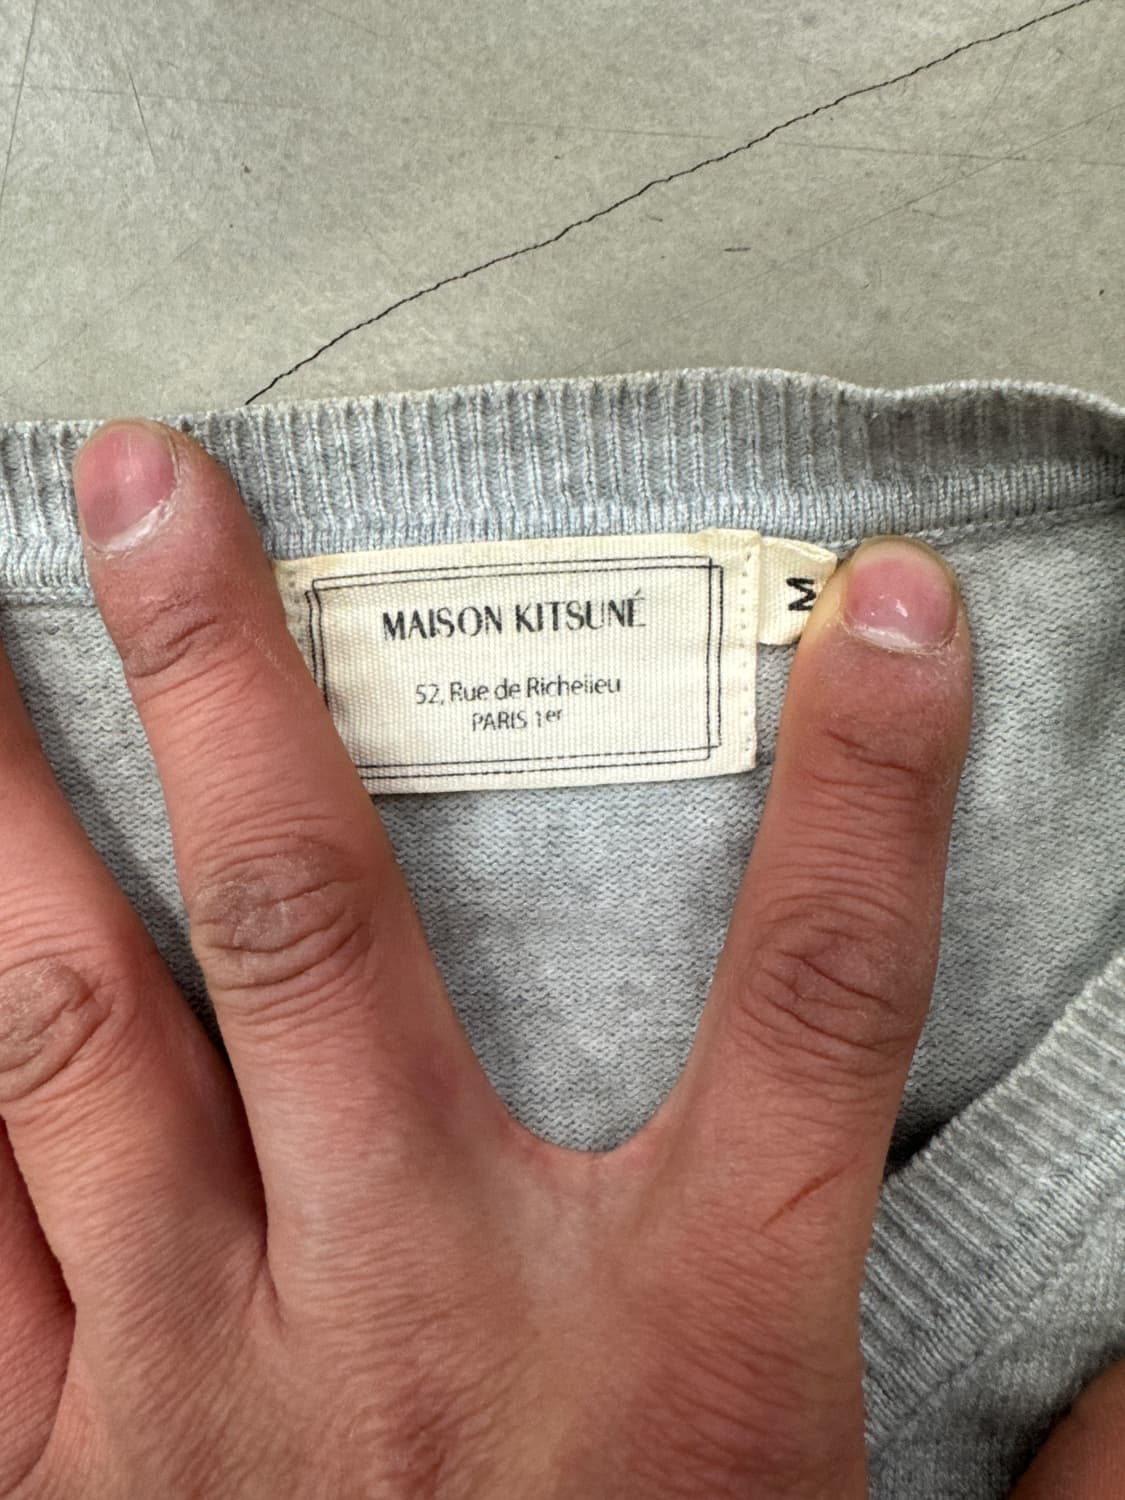 MAISON KITSUNÉ
M
52, Rue de Richelieu
PARIS 1er